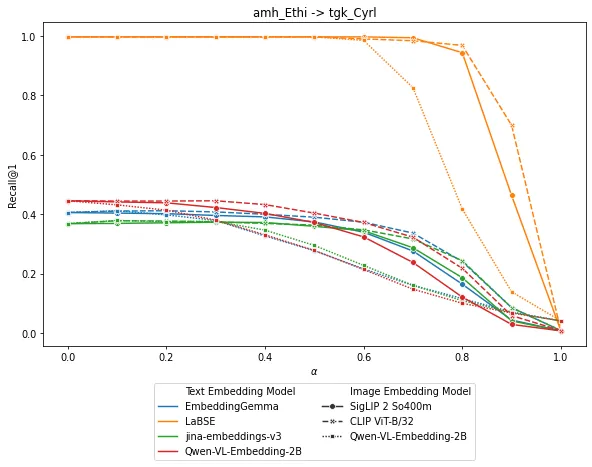 amh_Ethi -> tgk_Cyrl
Recall@1
1.0
0.8
0.6
0.4
0.2
0.0
0.0 0.2 0.4 0.6 0.8 1.0
α
Text Embedding Model
EmbeddingGemma
LaBSE
jina-embeddings-v3
Qwen-VL-Embedding-2B
Image Embedding Model
SigLIP 2 So400m
CLIP ViT-B/32
Qwen-VL-Embedding-2B